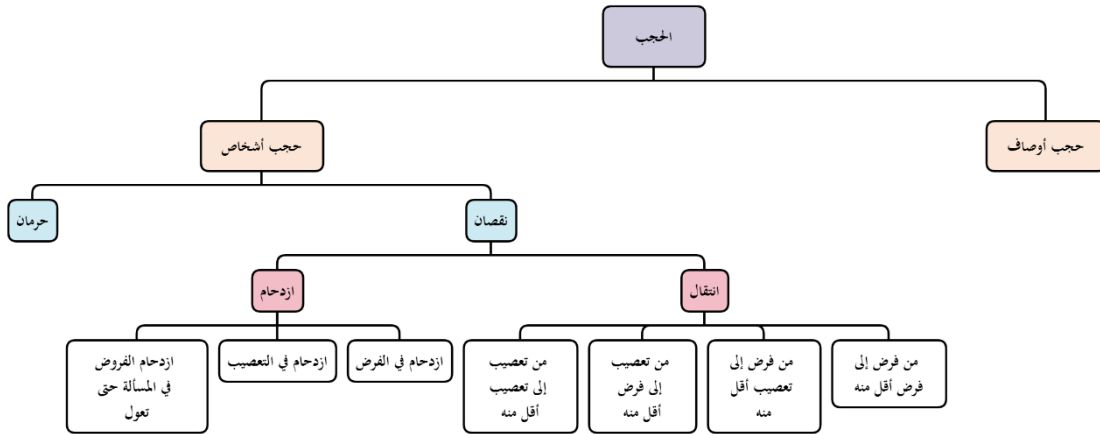 الحجب
حجب أوصاف
حجب أشخاص
نقصان
حرمان
انتقال
ازدحام
من فرض إلى
فرض أقل منه
من فرض إلى
تعصيب أقل
منه
من تعصيب
إلى فرض
أقل منه
من تعصيب
إلى تعصيب
أقل منه
ازدحام في الفرض
ازدحام في التعصيب
ازدحام الفروض
في المسألة حتى
تعول